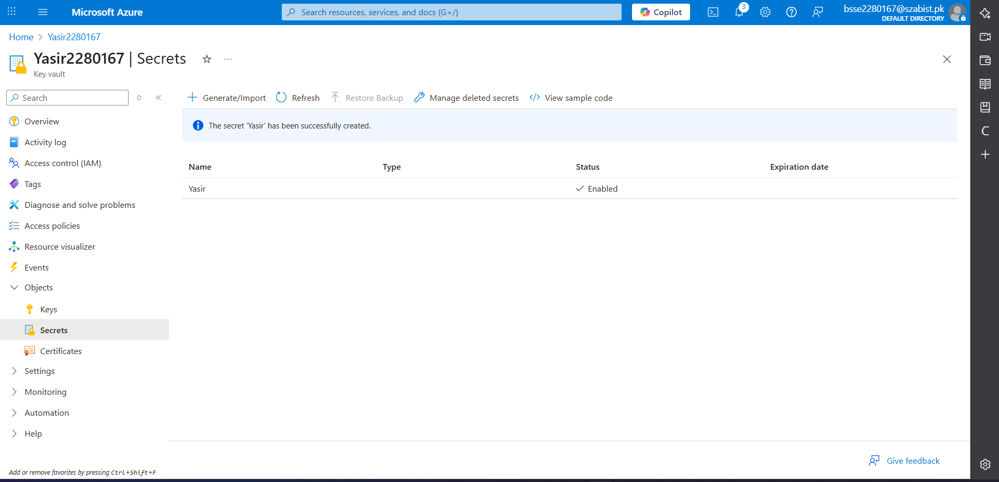 Microsoft Azure
Search resources, services, and docs (G+/)
Copilot
3
bsse2280167@szabist.pk
DEFAULT DIRECTORY
Home > Yasir2280167
Yasir2280167 | Secrets
Key vault
Search
Generate/Import
Refresh
Restore Backup
Manage deleted secrets
View sample code
Overview
Activity log
Access control (IAM)
Tags
Diagnose and solve problems
Access policies
Resource visualizer
Events
Objects
Keys
Secrets
Certificates
Settings
Monitoring
Automation
Help
The secret 'Yasir' has been successfully created.
Name Type Status Expiration date
Yasir Enabled
Give feedback
Add or remove favorites by pressing Ctrl+Shift+F
C